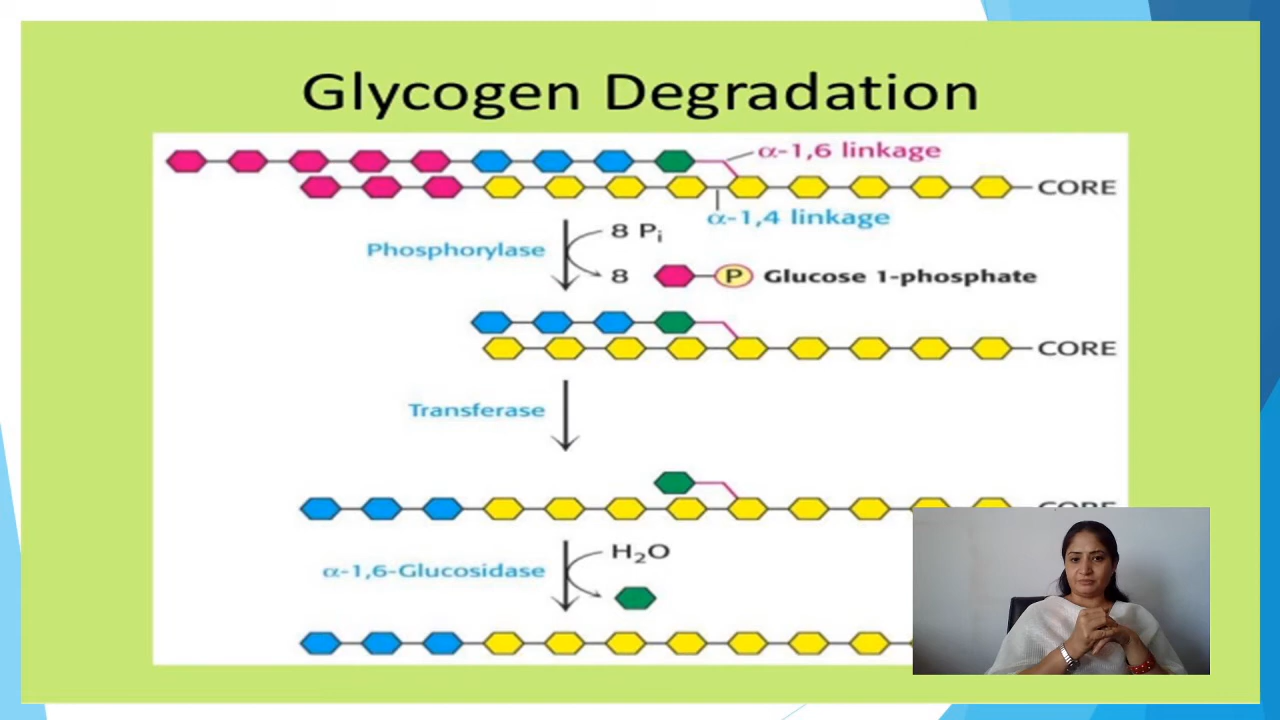 Glycogen Degradation
α-1,6 linkage
CORE
α-1,4 linkage
Phosphorylase
8 Pi
8
P
Glucose 1-phosphate
CORE
Transferase
α-1,6-Glucosidase
H2O